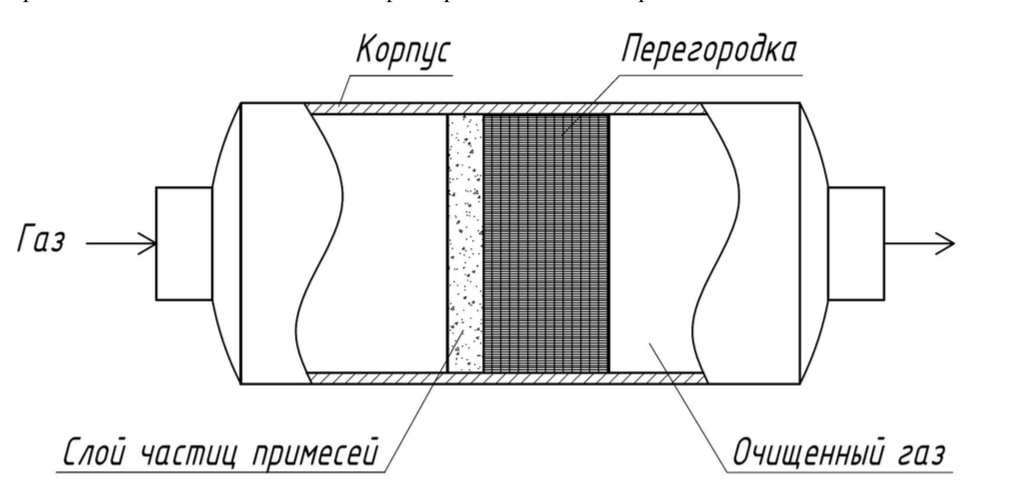 Корпус
Перегородка
Газ
Слой частиц примесей
Очищенный газ